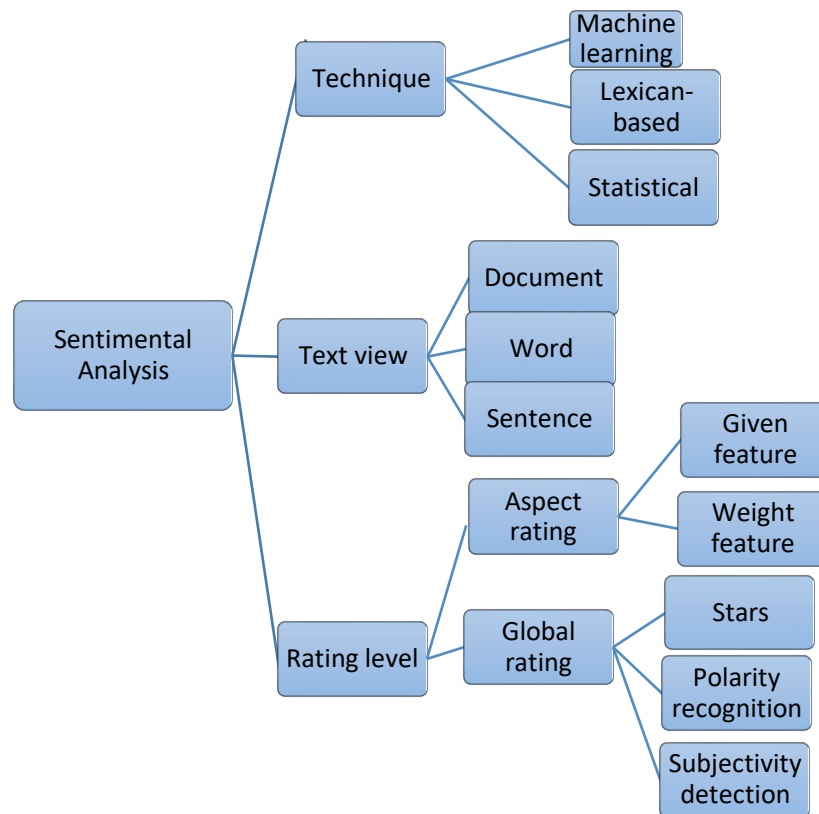 Machine
learning
Technique
Lexican-
based
Statistical
Document
Sentimental
Analysis
Text view
Word
Sentence
Given
feature
Aspect
rating
Weight
feature
Rating level
Global
rating
Stars
Polarity
recognition
Subjectivity
detection